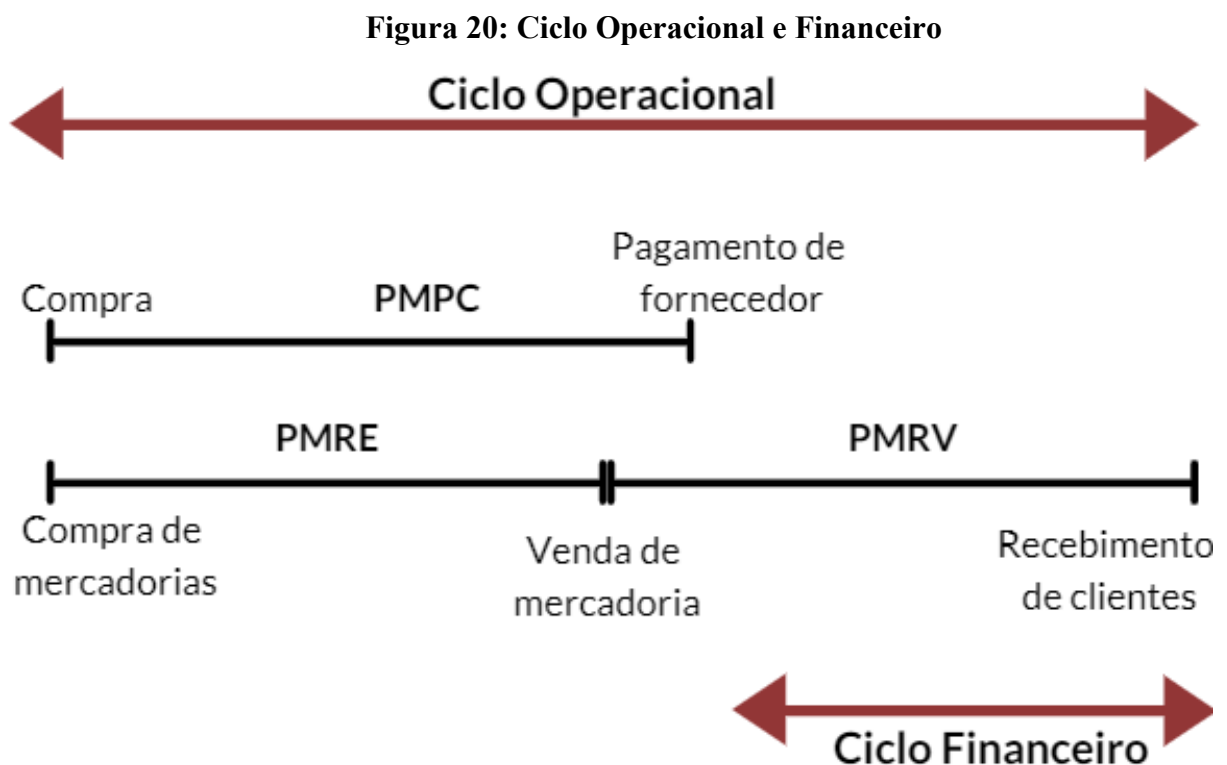 Figura 20: Ciclo Operacional e Financeiro
Ciclo Operacional
Pagamento de
fornecedor
Compra
PMPC
PMRE
PMRV
Compra de
mercadorias
Venda de
mercadoria
Recebimento
de clientes
Ciclo Financeiro